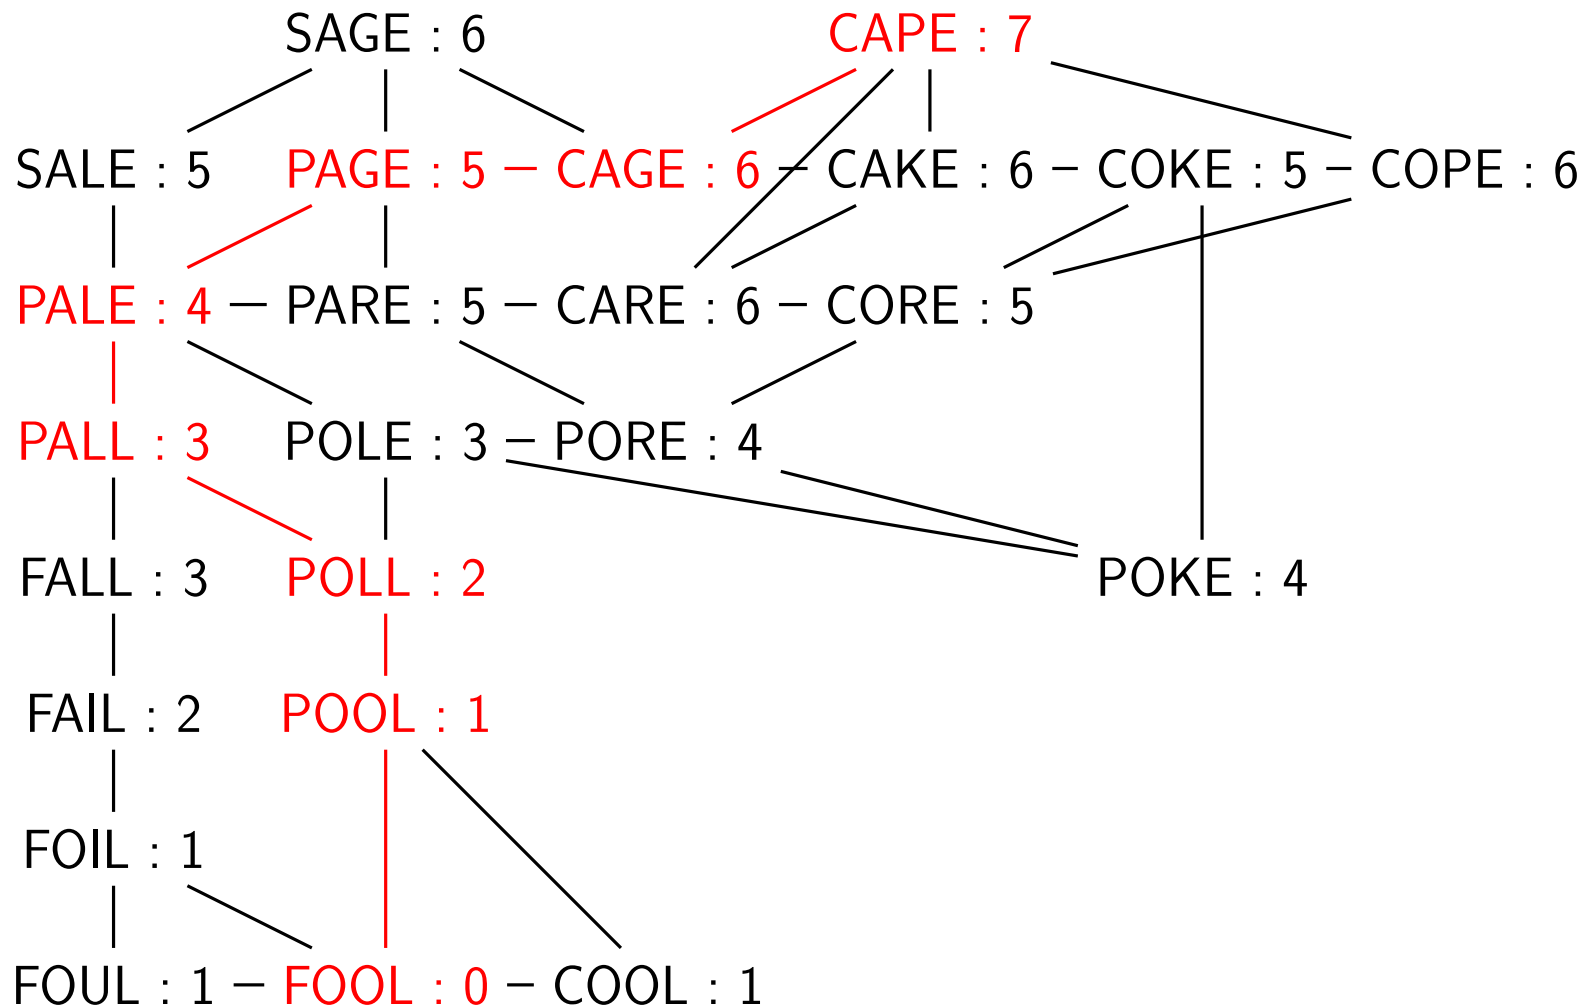 SAGE : 6 CAPE : 7
SALE : 5 PAGE : 5 CAGE : 6 CAKE : 6 COKE : 5 COPE : 6
PALE : 4 PARE : 5 CARE : 6 CORE : 5
PALL : 3 POLE : 3 PORE : 4
FALL : 3 POLL : 2 POKE : 4
FAIL : 2 POOL : 1
FOIL : 1
FOUL : 1 FOOL : 0 COOL : 1